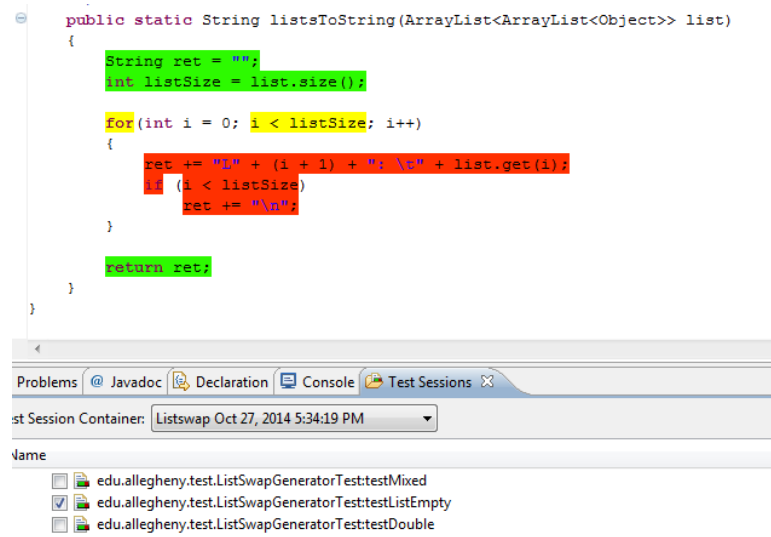 public static String listsToString(ArrayList<ArrayList<Object>> list)
{
String ret = "";
int listSize = list.size();
for(int i = 0; i < listSize; i++)
{
ret += "L" + (i + 1) + ": \t" + list.get(i);
if (i < listSize)
ret += "\n";
}
return ret;
}
}
Problems @ Javadoc Declaration Console Test Sessions
st Session Container: Listswap Oct 27, 2014 5:34:19 PM
Name
edu.allegheny.test.ListSwapGeneratorTest:testMixed
edu.allegheny.test.ListSwapGeneratorTest:testListEmpty
edu.allegheny.test.ListSwapGeneratorTest:testDouble